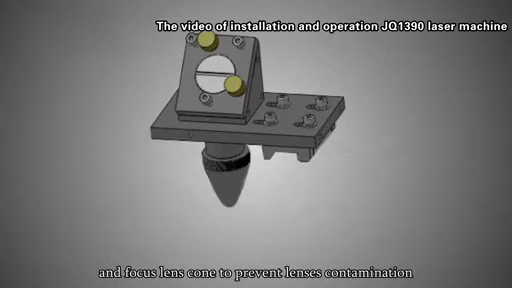 The video of installation and operation JQ1390 laser machine
and focus lens cone to prevent lenses contamination